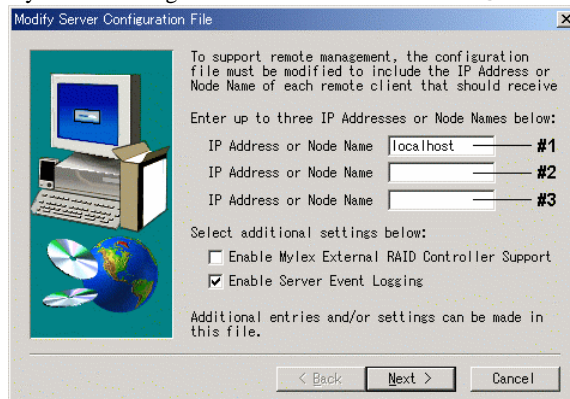 Modify Server Configuration File
To support remote management, the configuration
file must be modified to include the IP Address or
Node Name of each remote client that should receive
Enter up to three IP Addresses or Node Names below:
IP Address or Node Name localhost #1
IP Address or Node Name #2
IP Address or Node Name #3
Select additional settings below:
Enable Mylex External RAID Controller Support
Enable Server Event Logging
Additional entries and/or settings can be made in
this file.
< Back Next > Cancel